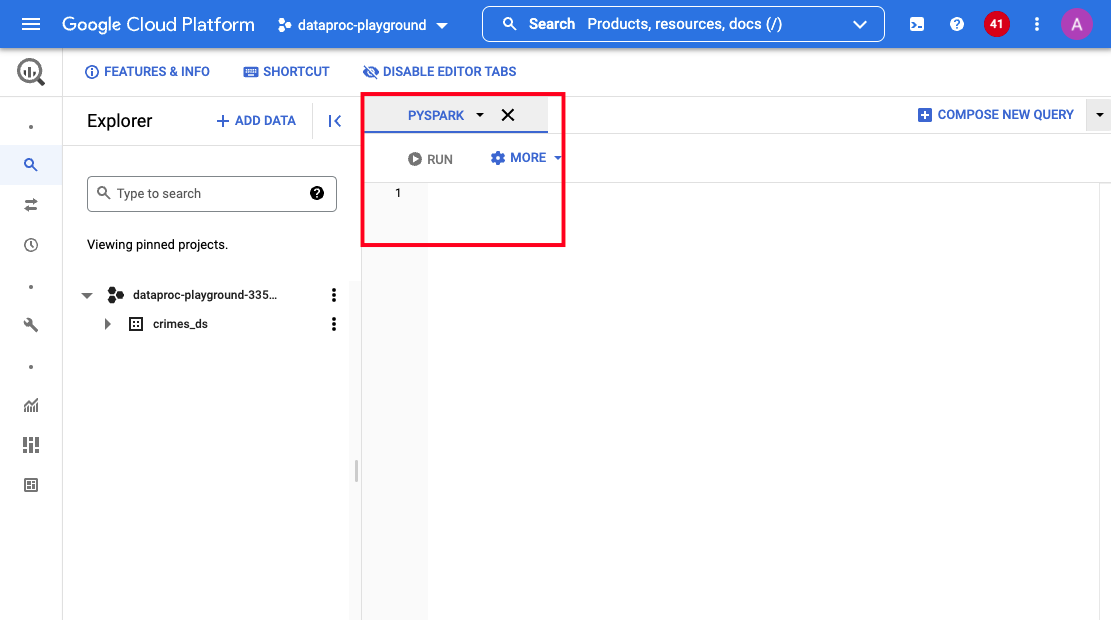 Google Cloud Platform dataproc-playground Search Products, resources, docs (/) 41 A
FEATURES & INFO SHORTCUT DISABLE EDITOR TABS
Explorer + ADD DATA PYSPARK COMPOSE NEW QUERY
RUN MORE
Type to search 1
Viewing pinned projects.
dataproc-playground-335...
crimes_ds